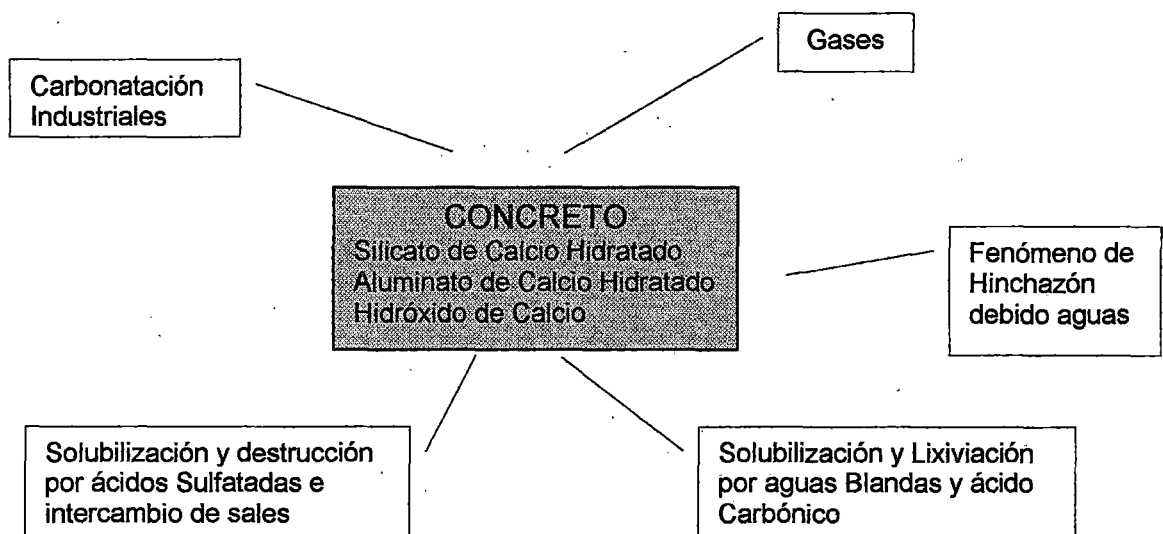 Gases
Carbonatación
Industriales
CONCRETO
Silicato de Calcio Hidratado
Aluminato de Calcio Hidratado
Hidróxido de Calcio
Fenómeno de
Hinchazón
debido aguas
Solubilización y destrucción
por ácidos Sulfatadas e
intercambio de sales
Solubilización y Lixiviación
por aguas Blandas y ácido
Carbónico